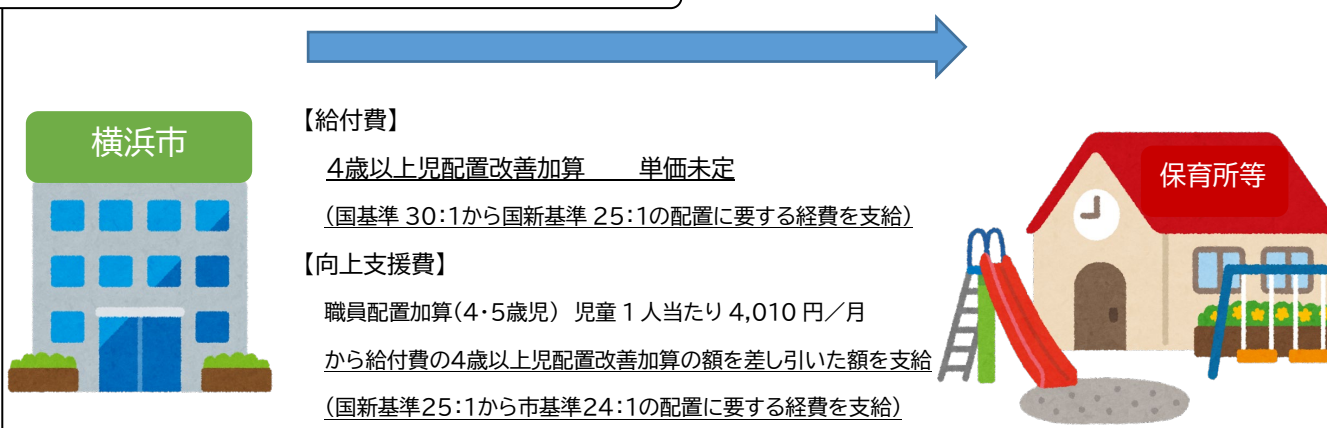 横浜市
【給付費】
4歳以上児配置改善加算　　単価未定
(国基準 30:1から国新基準 25:1の配置に要する経費を支給)
【向上支援費】
職員配置加算(4・5歳児) 児童1人当たり 4,010 円／月
から給付費の4歳以上児配置改善加算の額を差し引いた額を支給
(国新基準25:1から市基準24:1の配置に要する経費を支給)
保育所等